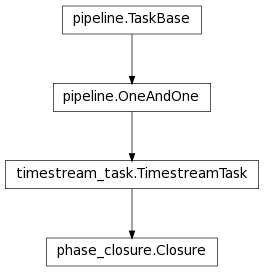 pipeline.TaskBase
pipeline.OneAndOne
timestream_task.TimestreamTask
phase_closure.Closure